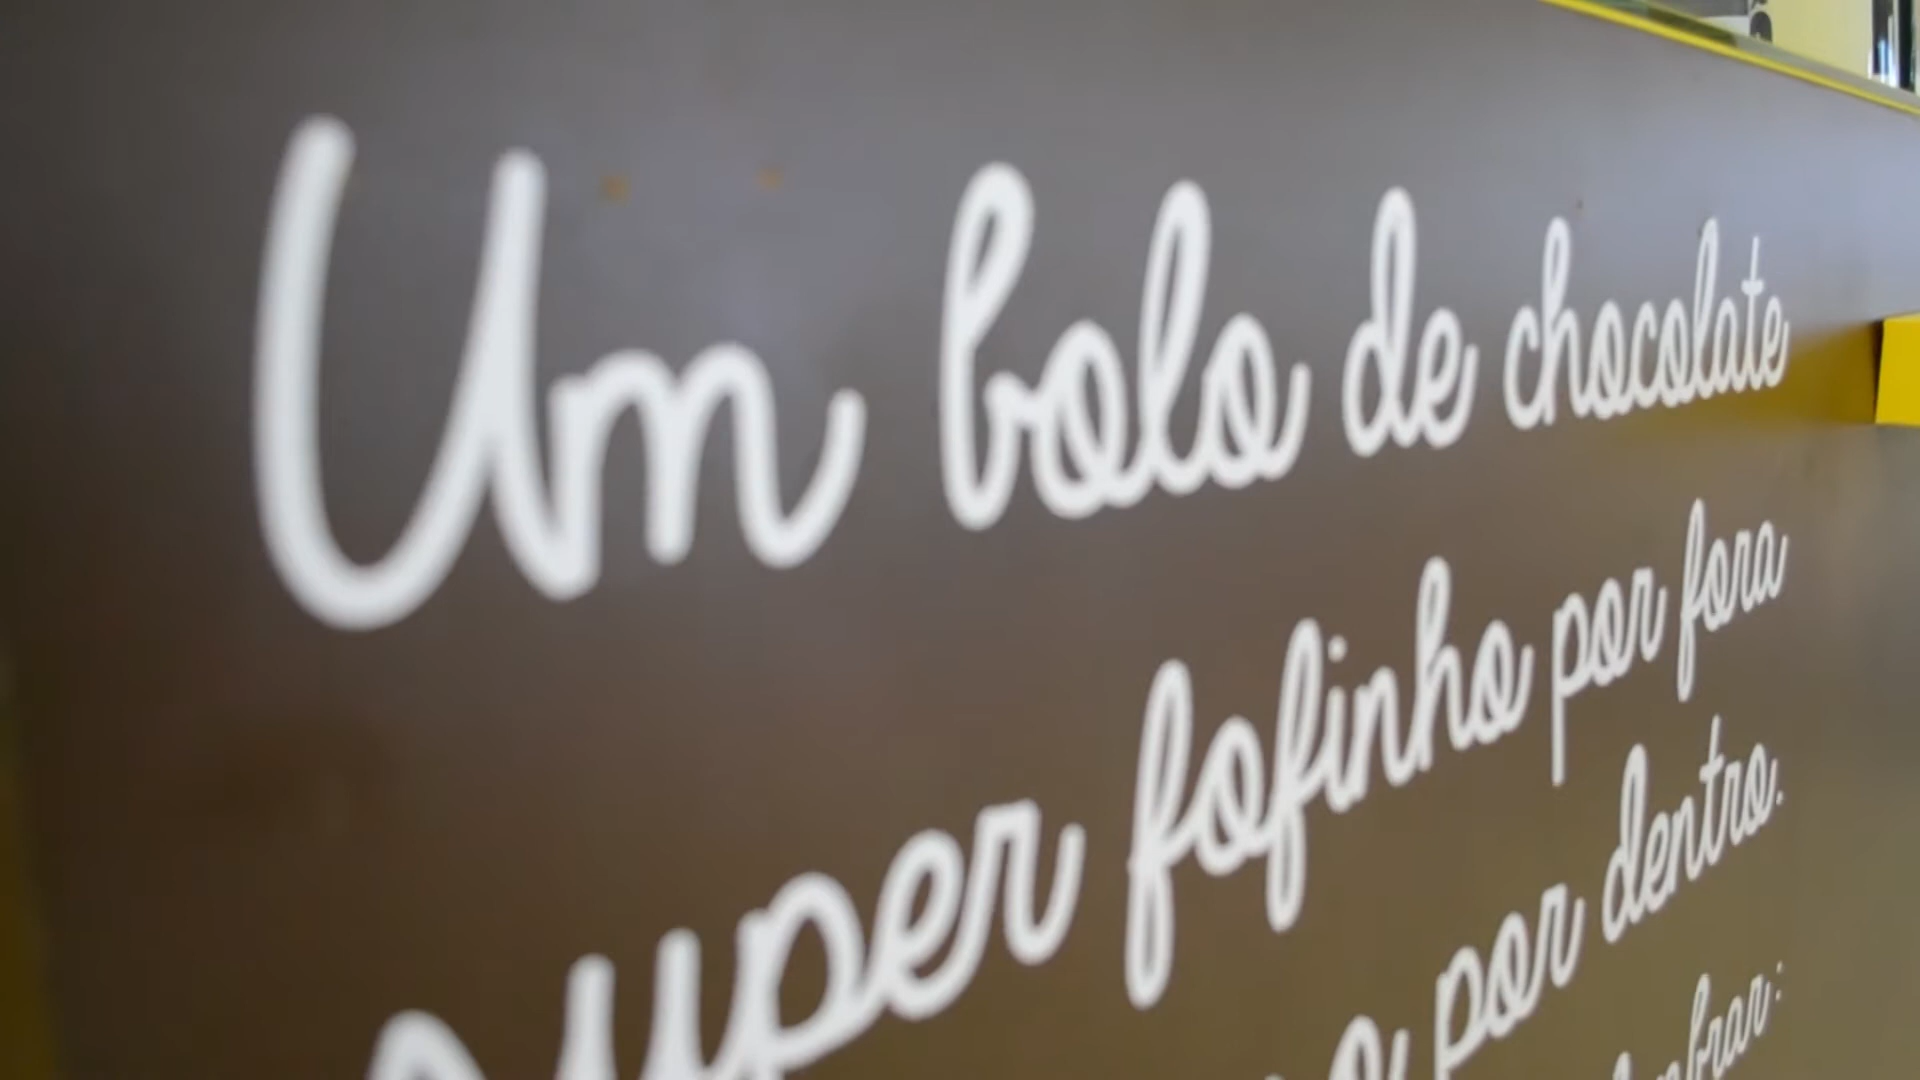 Um bolo de chocolate
super fofinho por fora
por dentro.